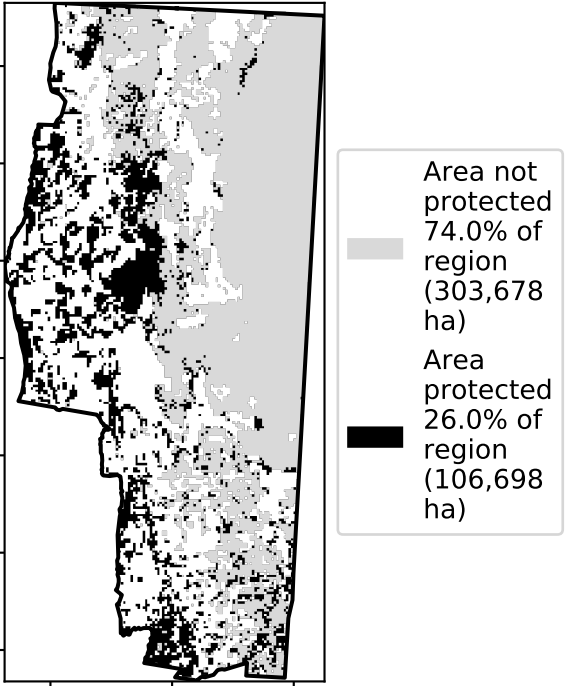 Area not
protected
74.0% of
region
(303,678
ha)
Area
protected
26.0% of
region
(106,698
ha)